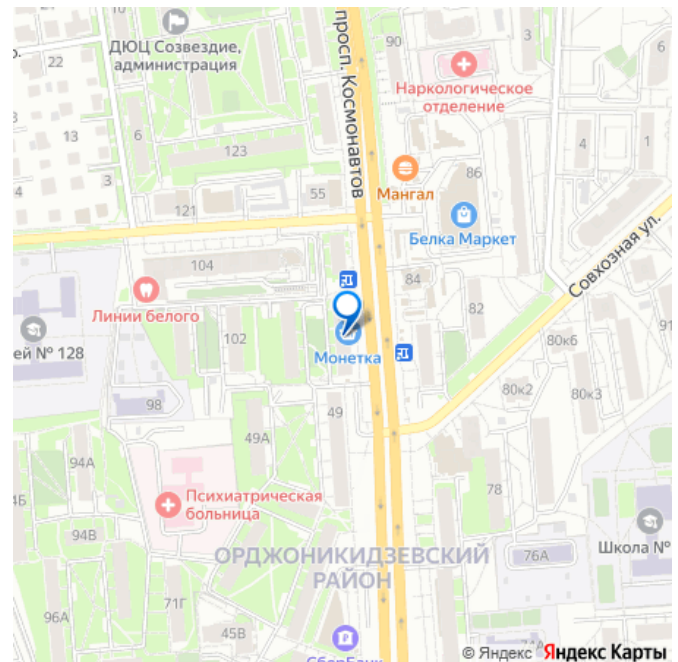 ДЮЦ Созвездие,
администрация
просп. Космонавтов
90
3
6
22
Наркологическое
отделение
13
6
123
4
1
3
Мангал
86
55
121
Белка Маркет
Совхозная ул.
104
84
Линии белого
82
102
ей № 128
Монетка
80к6
91
98
49
80к2
80к3
49А
94А
4Б
Психиатрическая
больница
78
94В
ОРДЖОНИКИДЗЕВСКИЙ
РАЙОН
76А
Школа №
71Г
96А
45В
СберБанк
© Яндекс Яндекс Карты